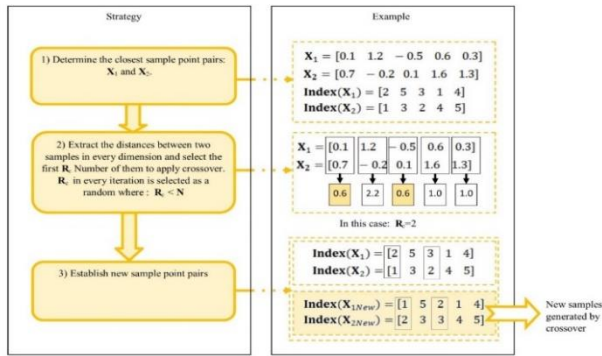 Strategy
Example
1) Determine the closest sample point pairs:
X₁ and X₂.
X₁ = [0.1 1.2 − 0.5 0.6 0.3]
X₂ = [0.7 − 0.2 0.1 1.6 1.3]
Index(X₁) = [2 5 3 1 4]
Index(X₂) = [1 3 2 4 5]
2) Extract the distances between two
samples in every dimension and select the
first Rc Number of them to apply crossover.
Rc in every iteration is selected as a
random where : Rc < N
X₁ = [0.1 1.2 − 0.5 0.6 0.3]
X₂ = [0.7 − 0.2 0.1 1.6 1.3]
0.6 2.2 0.6 1.0 1.0
In this case: Rc=2
3) Establish new sample point pairs
Index(X₁) = [2 5 3 1 4]
Index(X₂) = [1 3 2 4 5]
Index(X1New) = [1 5 2 1 4]
Index(X2New) = [2 3 3 4 5]
New samples
generated by
crossover